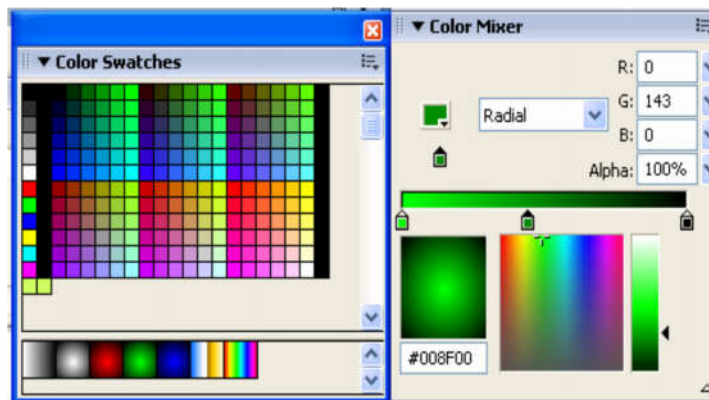 Color Swatches
Color Mixer
R: 0
Radial
G: 143
B: 0
Alpha: 100%
#008F00